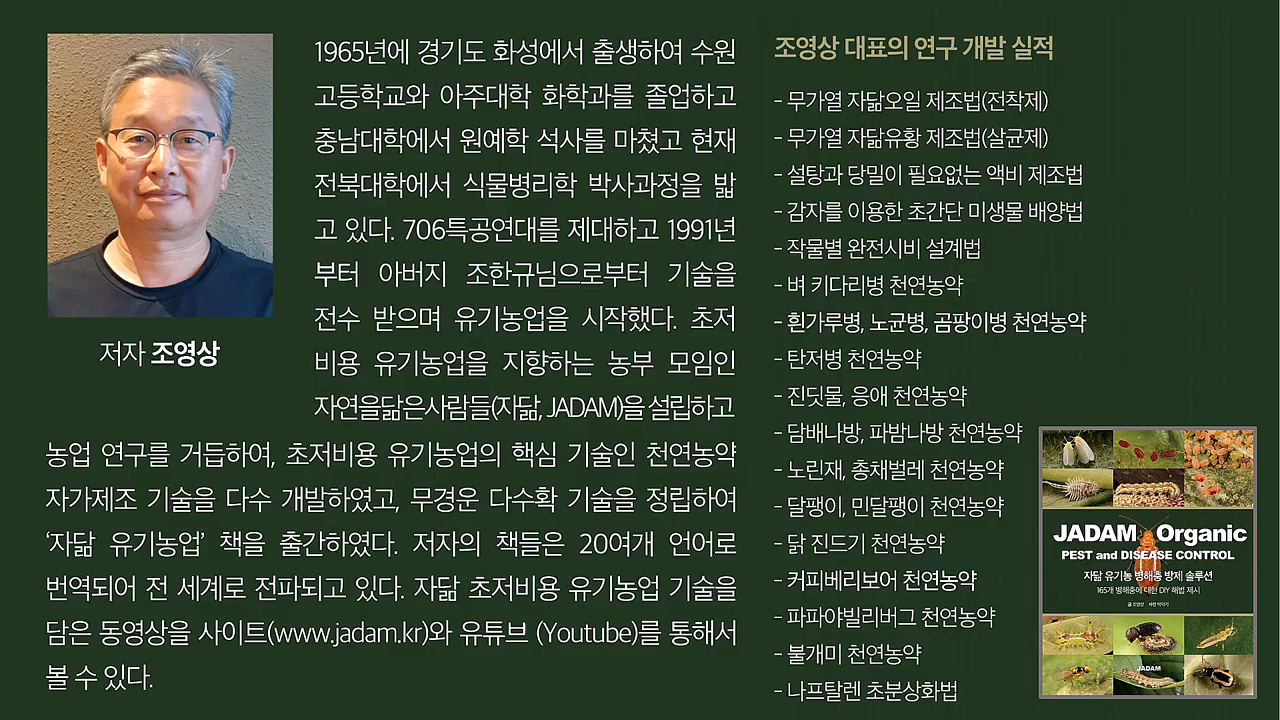 저자 조영상
1965년에 경기도 화성에서 출생하여 수원
고등학교와 아주대학 화학과를 졸업하고
충남대학에서 원예학 석사를 마쳤고 현재
전북대학에서 식물병리학 박사과정을 밟
고 있다. 706특공연대를 제대하고 1991년
부터 아버지 조한규님으로부터 기술을
전수 받으며 유기농업을 시작했다. 초저
비용 유기농업을 지향하는 농부 모임인
자연을닮은사람들(자닮, JADAM)을 설립하고
농업 연구를 거듭하여, 초저비용 유기농업의 핵심 기술인 천연농약
자가제조 기술을 다수 개발하였고, 무경운 다수확 기술을 정립하여
‘자닮 유기농업’ 책을 출간하였다. 저자의 책들은 20여개 언어로
번역되어 전 세계로 전파되고 있다. 자닮 초저비용 유기농업 기술을
담은 동영상을 사이트(www.jadam.kr)와 유튜브 (Youtube)를 통해서
볼 수 있다.
조영상 대표의 연구 개발 실적
- 무가열 자닮오일 제조법(전착제)
- 무가열 자닮유황 제조법(살균제)
- 설탕과 당밀이 필요없는 액비 제조법
- 감자를 이용한 초간단 미생물 배양법
- 작물별 완전시비 설계법
- 벼 키다리병 천연농약
- 흰가루병, 노균병, 곰팡이병 천연농약
- 탄저병 천연농약
- 진딧물, 응애 천연농약
- 담배나방, 파밤나방 천연농약
- 노린재, 총채벌레 천연농약
- 달팽이, 민달팽이 천연농약
- 닭 진드기 천연농약
- 커피베리보어 천연농약
- 파파야빌리버그 천연농약
- 불개미 천연농약
- 나프탈렌 초분상화법
JADAM Organic
PEST and DISEASE CONTROL
자닮 유기농 병해충 방제 솔루션
165개 병해충에 대한 DIY 해법 제시
글 조영상
JADAM